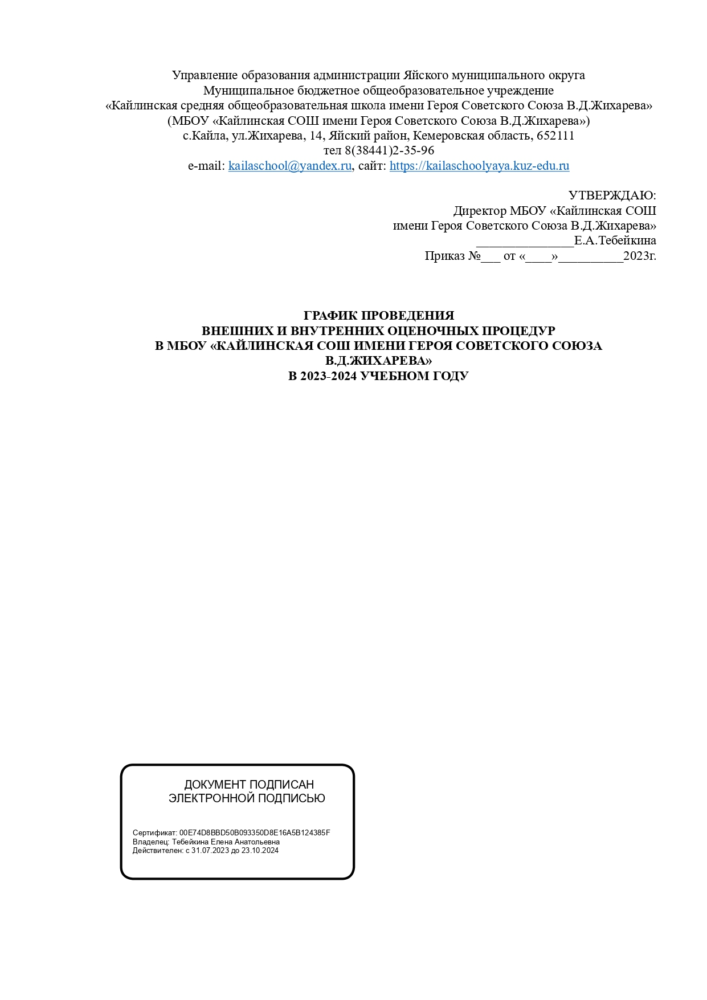 Управление образования администрации Яйского муниципального округа
Муниципальное бюджетное общеобразовательное учреждение
«Кайлинская средняя общеобразовательная школа имени Героя Советского Союза В.Д.Жихарева»
(МБОУ «Кайлинская СОШ имени Героя Советского Союза В.Д.Жихарева»)
с.Кайла, ул.Жихарева, 14, Яйский район, Кемеровская область, 652111
тел 8(38441)2-35-96
e-mail: kailaschool@yandex.ru, сайт: https://kailaschoolyaya.kuz-edu.ru
УТВЕРЖДАЮ:
Директор МБОУ «Кайлинская СОШ
имени Героя Советского Союза В.Д.Жихарева»
_______________Е.А.Тебейкина
Приказ №___ от «____»__________2023г.
ГРАФИК ПРОВЕДЕНИЯ
ВНЕШНИХ И ВНУТРЕННИХ ОЦЕНОЧНЫХ ПРОЦЕДУР
В МБОУ «КАЙЛИНСКАЯ СОШ ИМЕНИ ГЕРОЯ СОВЕТСКОГО СОЮЗА
В.Д.ЖИХАРЕВА»
В 2023-2024 УЧЕБНОМ ГОДУ
ДОКУМЕНТ ПОДПИСАН
ЭЛЕКТРОННОЙ ПОДПИСЬЮ
Сертификат: 00E74D8BBD50B093350D8E16A5B124385F
Владелец: Тебейкина Елена Анатольевна
Действителен: с 31.07.2023 до 23.10.2024